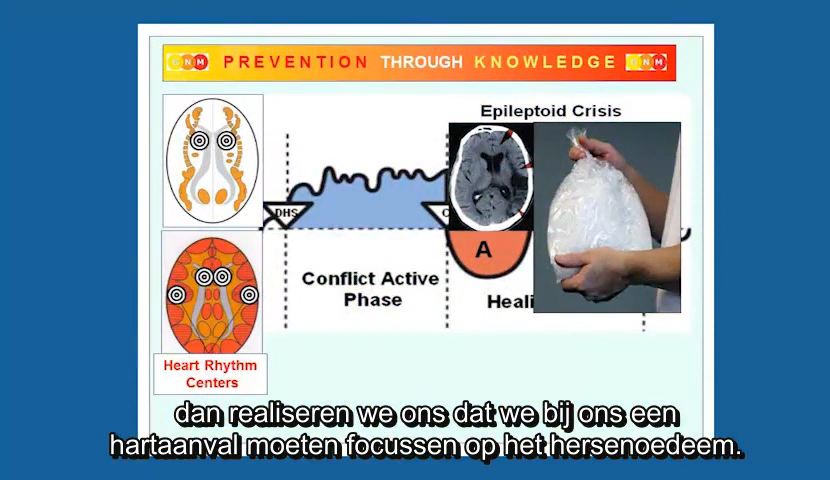 GNM PREVENTION THROUGH KNOWLEDGE GNM
Epileptoid Crisis
DHS
C
A
Conflict Active
Phase
Heali
Heart Rhythm
Centers
dan realiseren we ons dat we bij ons een
hartaanval moeten focussen op het hersenoedeem.